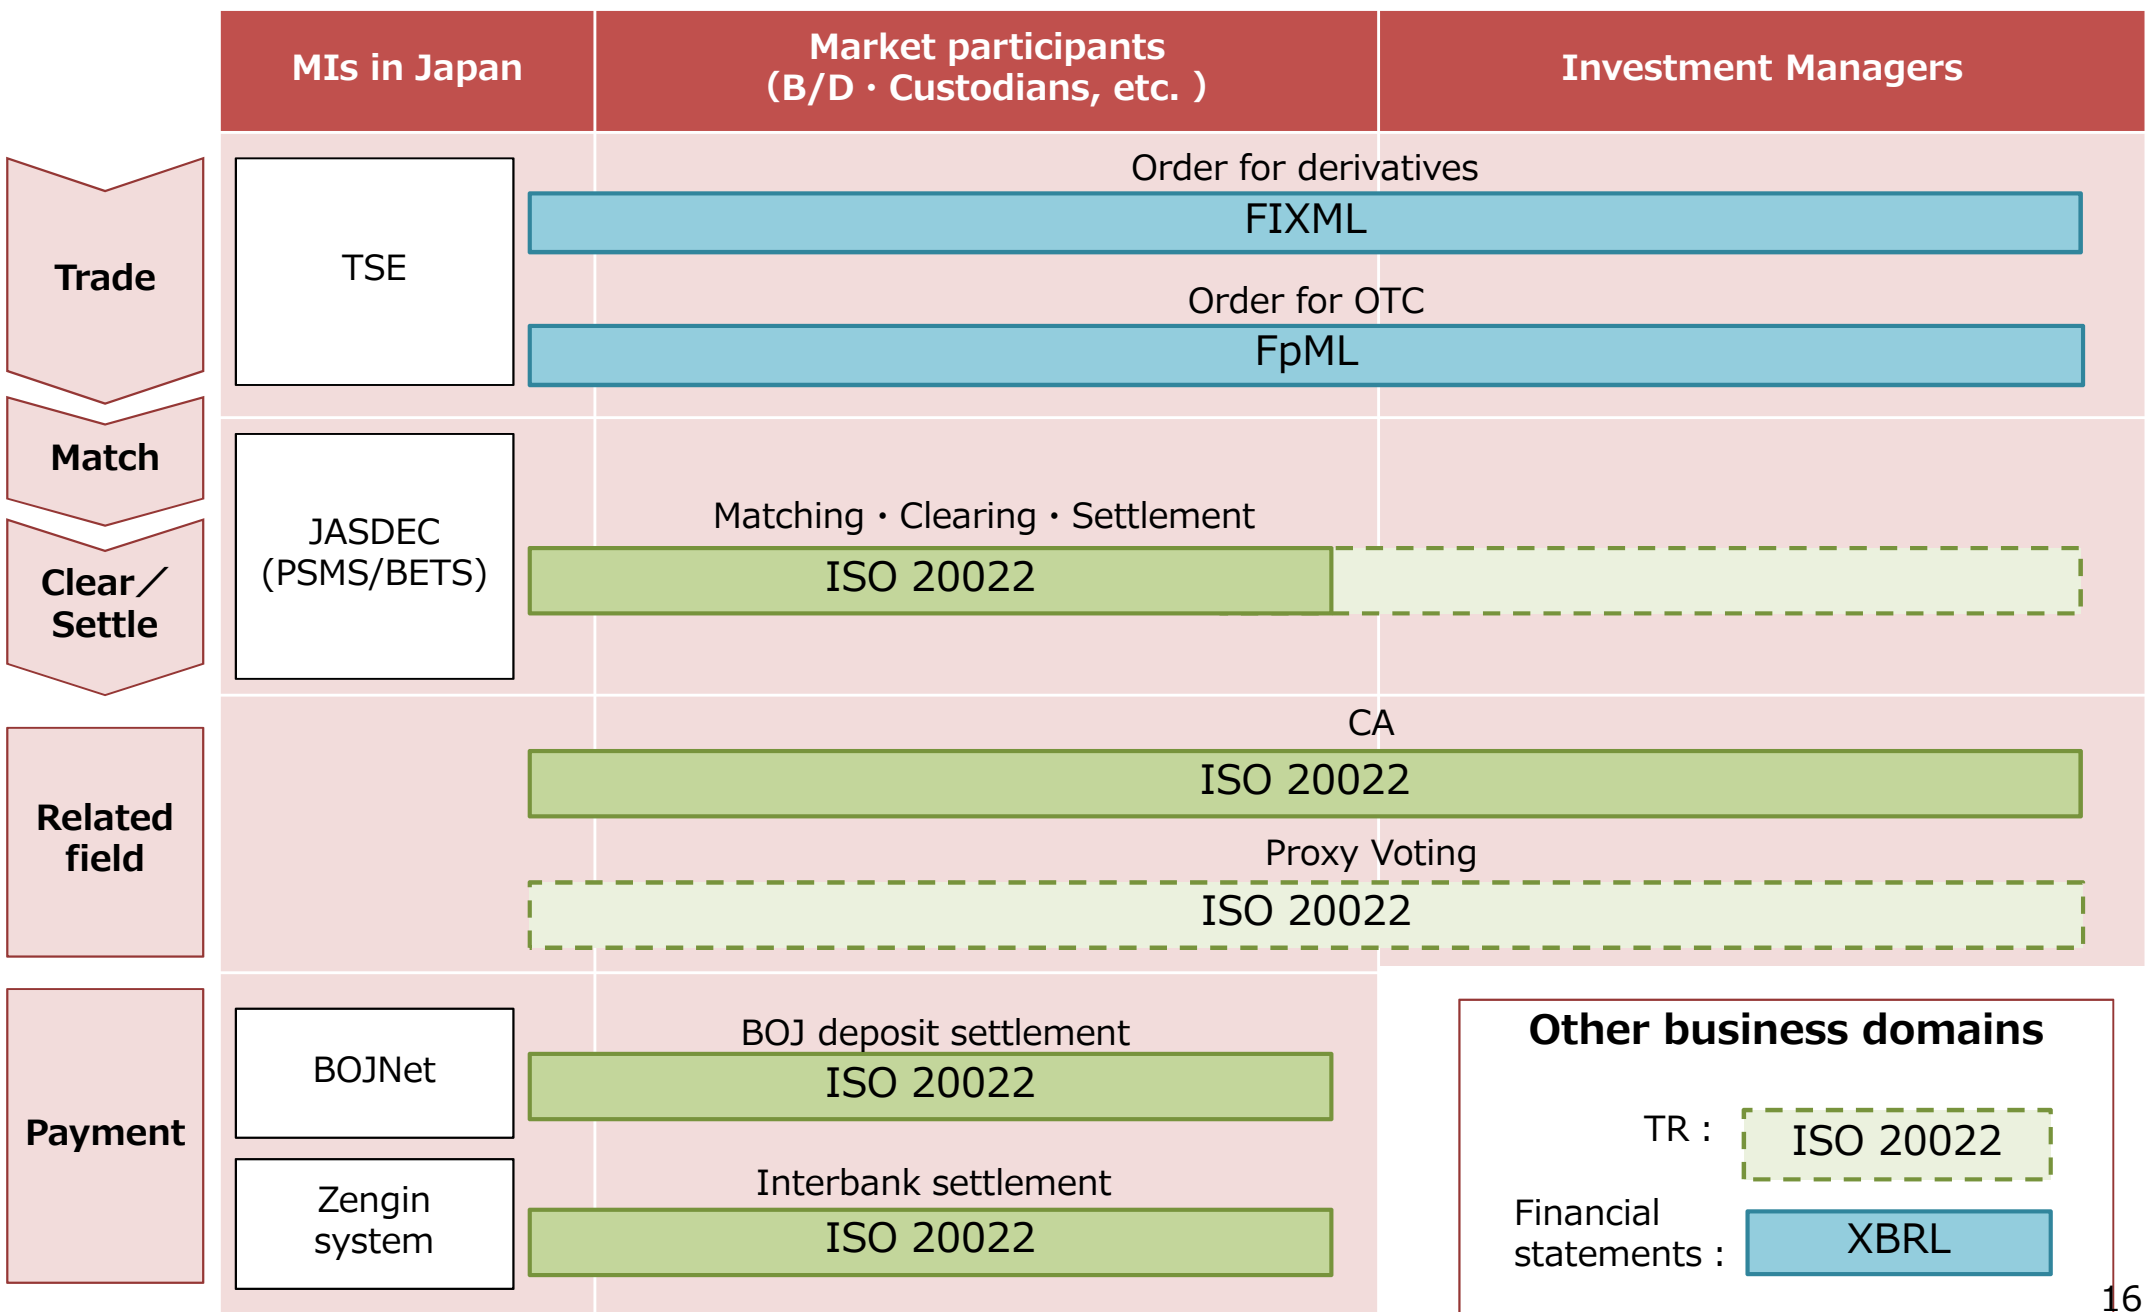 MIs in Japan
Market participants
(B/D・Custodians, etc. )
Investment Managers
Trade
TSE
Order for derivatives
FIXML
Order for OTC
FpML
Match
Clear／
Settle
JASDEC
(PSMS/BETS)
Matching・Clearing・Settlement
ISO 20022
Related
field
CA
ISO 20022
Proxy Voting
ISO 20022
Payment
BOJNet
BOJ deposit settlement
ISO 20022
Zengin
system
Interbank settlement
ISO 20022
Other business domains
TR :
ISO 20022
Financial
statements :
XBRL
16